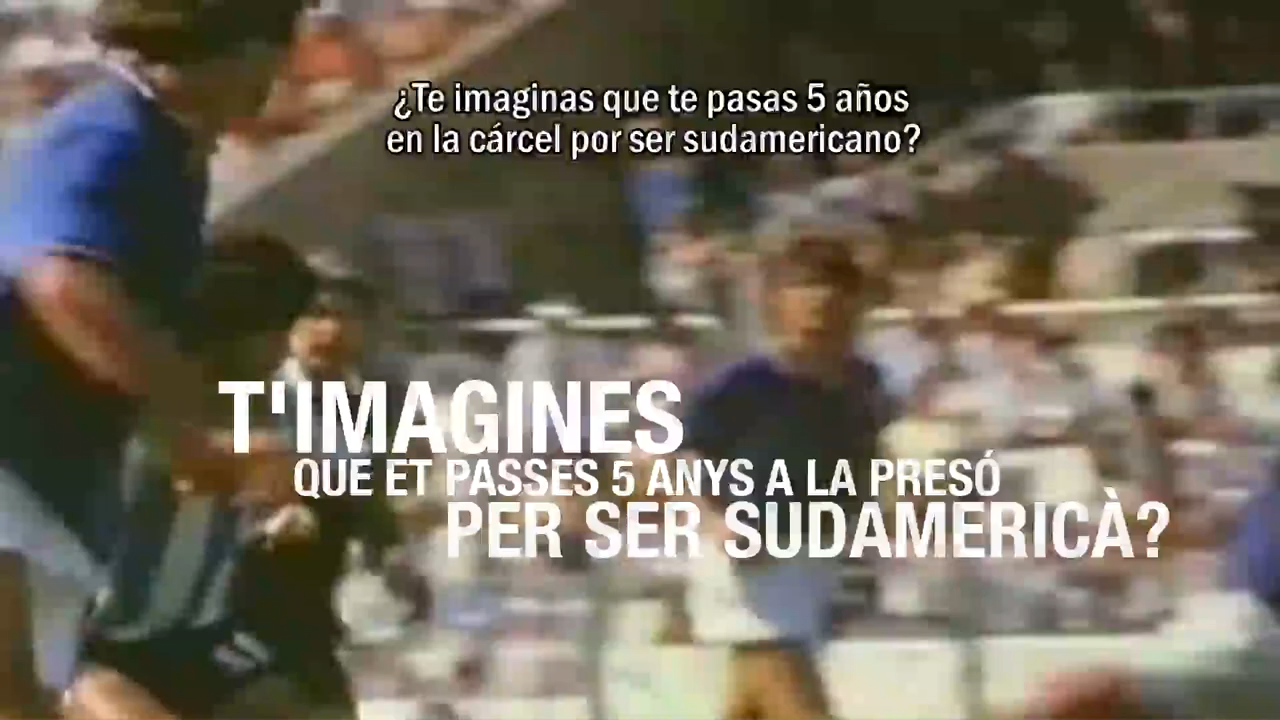 ¿Te imaginas que te pasas 5 años
en la cárcel por ser sudamericano?
T'IMAGINES
QUE ET PASSES 5 ANYS A LA PRESÓ
PER SER SUDAMERICÀ?